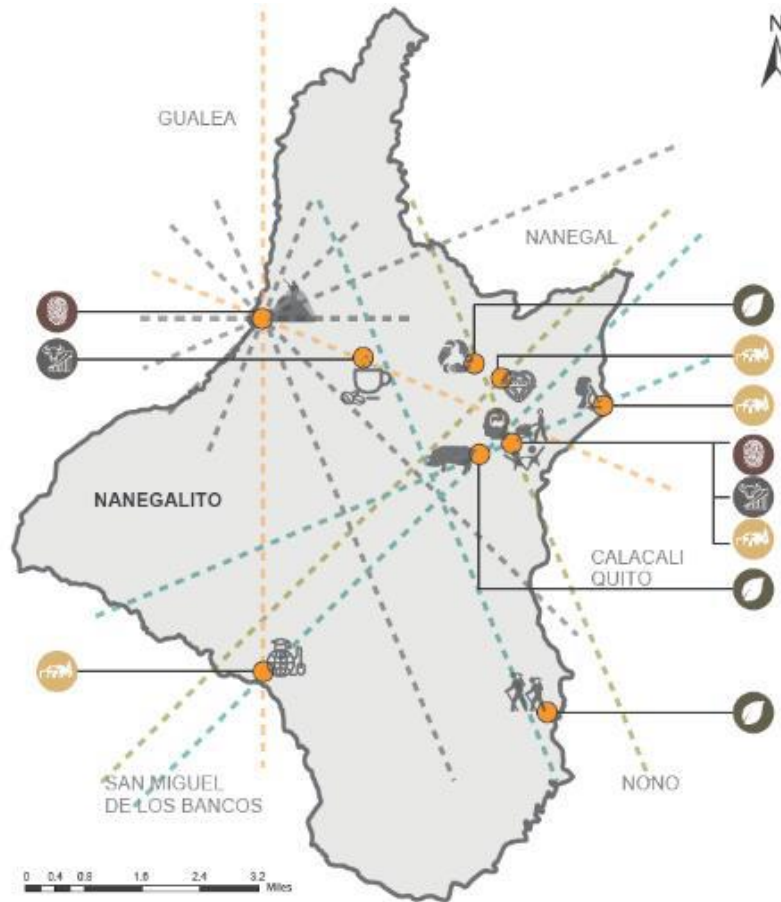 N
GUALEA
NANEGAL
NANEGALITO
CALACALI
QUITO
SAN MIGUEL
DE LOS BANCOS
NONO
0 0.4 0.8 1.6 2.4 3.2
Miles